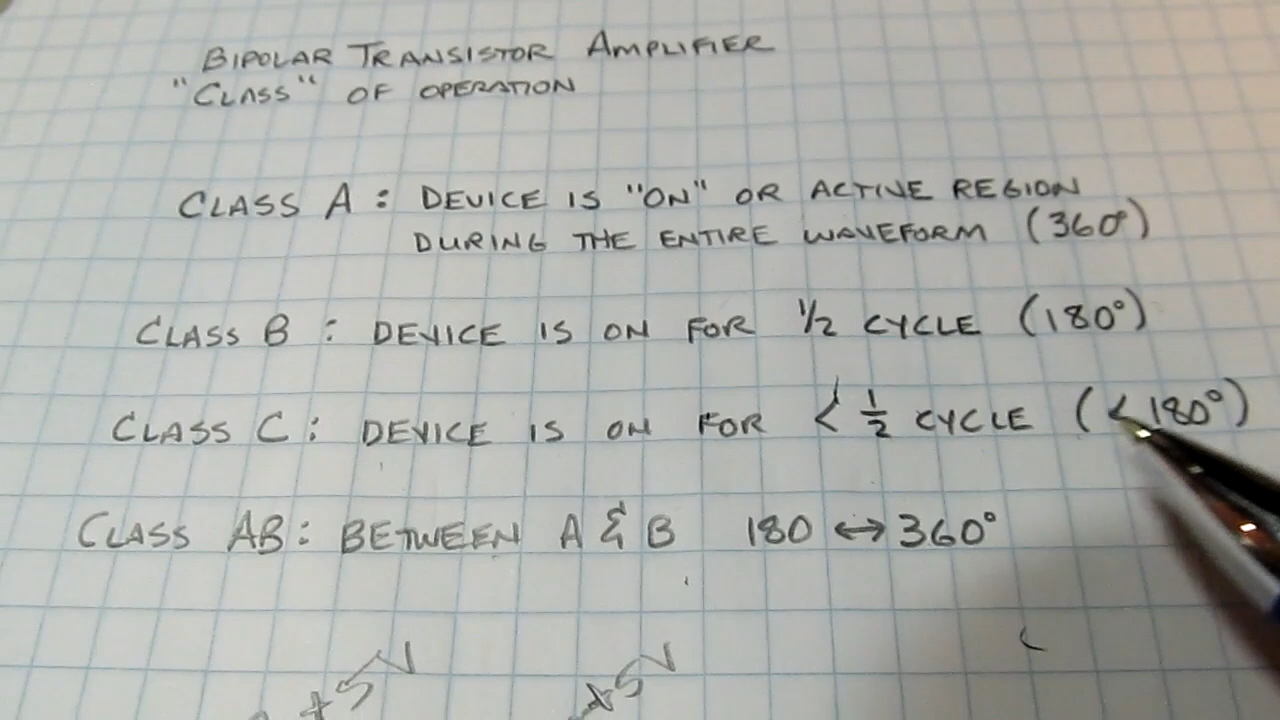 BIPOLAR TRANSISTOR AMPLIFIER
"CLASS" OF OPERATION
CLASS A: DEVICE IS "ON" OR ACTIVE REGION
DURING THE ENTIRE WAVEFORM (360°)
CLASS B: DEVICE IS ON FOR 1/2 CYCLE (180°)
CLASS C: DEVICE IS ON FOR < 1/2 CYCLE (<180°)
CLASS AB: BETWEEN A & B 180 ↔ 360°
+5V +5V